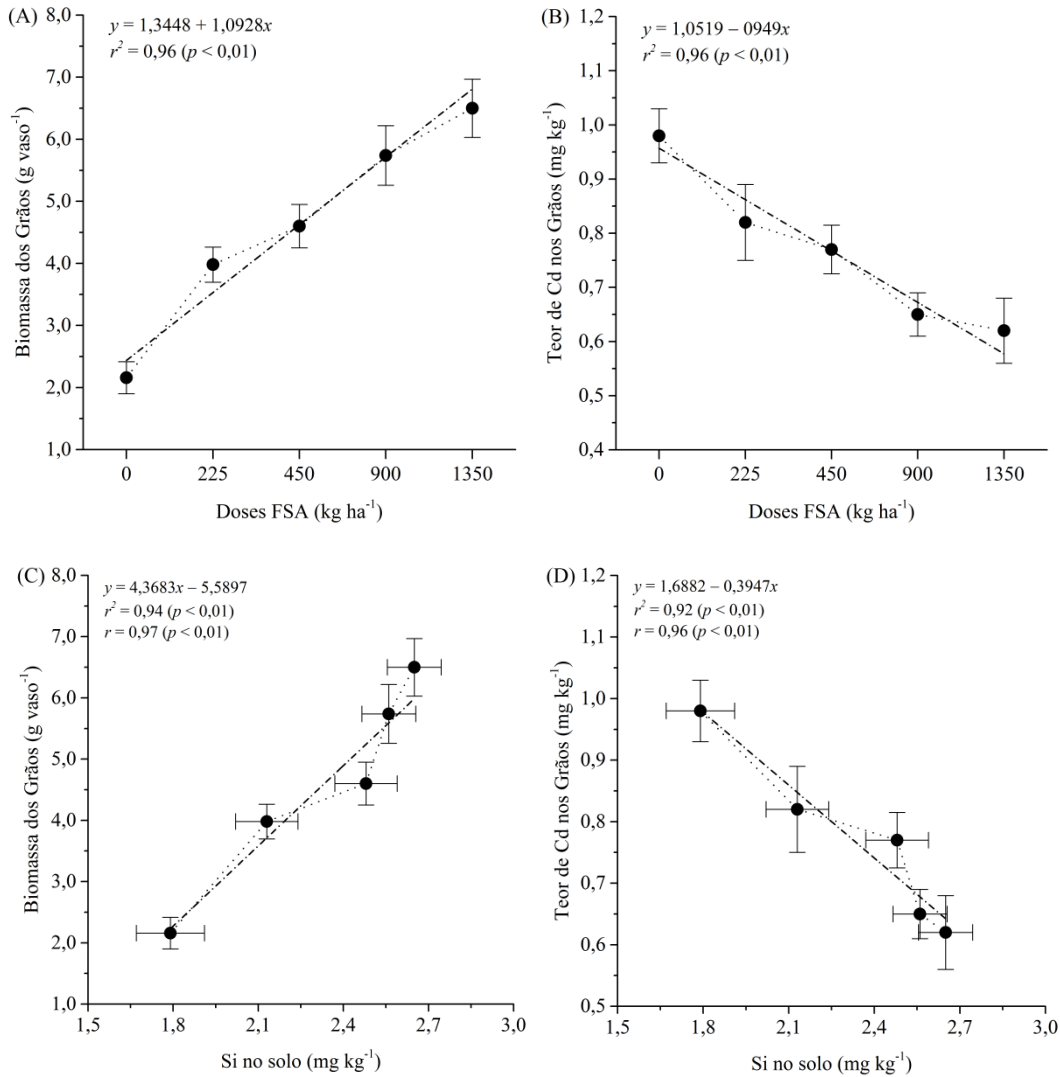 (A)
y = 1,3448 + 1,0928x
r² = 0,96 (p < 0,01)
Biomassa dos Grãos (g vaso⁻¹)
8,0
7,0
6,0
5,0
4,0
3,0
2,0
1,0
0 225 450 900 1350
Doses FSA (kg ha⁻¹)
(B)
y = 1,0519 – 0949x
r² = 0,96 (p < 0,01)
Teor de Cd nos Grãos (mg kg⁻¹)
1,2
1,1
1,0
0,9
0,8
0,7
0,6
0,5
0,4
0 225 450 900 1350
Doses FSA (kg ha⁻¹)
(C)
y = 4,3683x – 5,5897
r² = 0,94 (p < 0,01)
r = 0,97 (p < 0,01)
Biomassa dos Grãos (g vaso⁻¹)
8,0
7,0
6,0
5,0
4,0
3,0
2,0
1,0
1,5 1,8 2,1 2,4 2,7 3,0
Si no solo (mg kg⁻¹)
(D)
y = 1,6882 – 0,3947x
r² = 0,92 (p < 0,01)
r = 0,96 (p < 0,01)
Teor de Cd nos Grãos (mg kg⁻¹)
1,2
1,1
1,0
0,9
0,8
0,7
0,6
0,5
1,5 1,8 2,1 2,4 2,7 3,0
Si no solo (mg kg⁻¹)